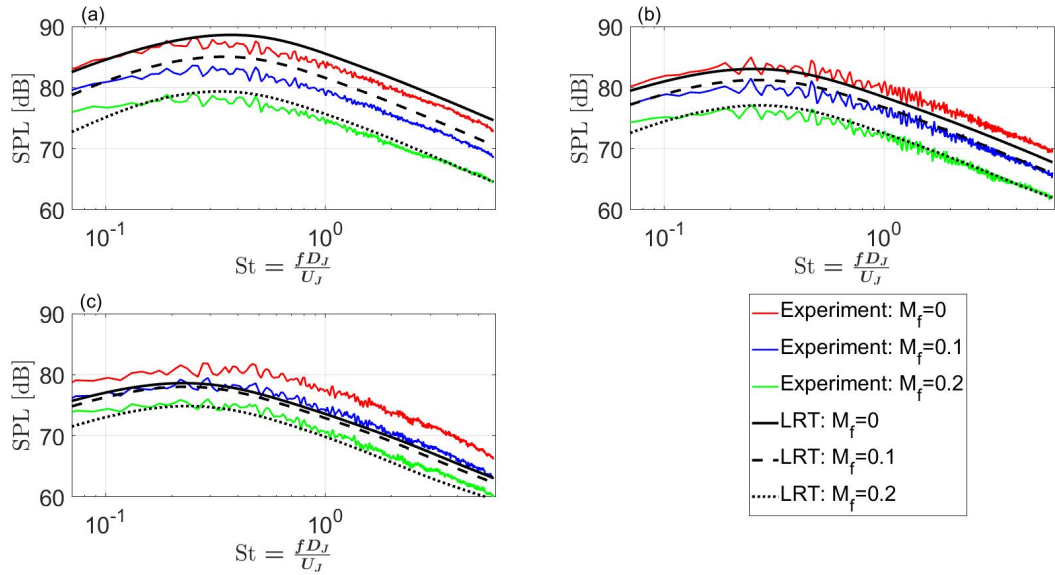 (a)
90
80
70
60
SPL [dB]
10^-1
10^0
St = fD_J/U_J
(b)
90
80
70
60
SPL [dB]
10^-1
10^0
St = fD_J/U_J
(c)
90
80
70
60
SPL [dB]
10^-1
10^0
St = fD_J/U_J
Experiment: M_f=0
Experiment: M_f=0.1
Experiment: M_f=0.2
LRT: M_f=0
LRT: M_f=0.1
LRT: M_f=0.2